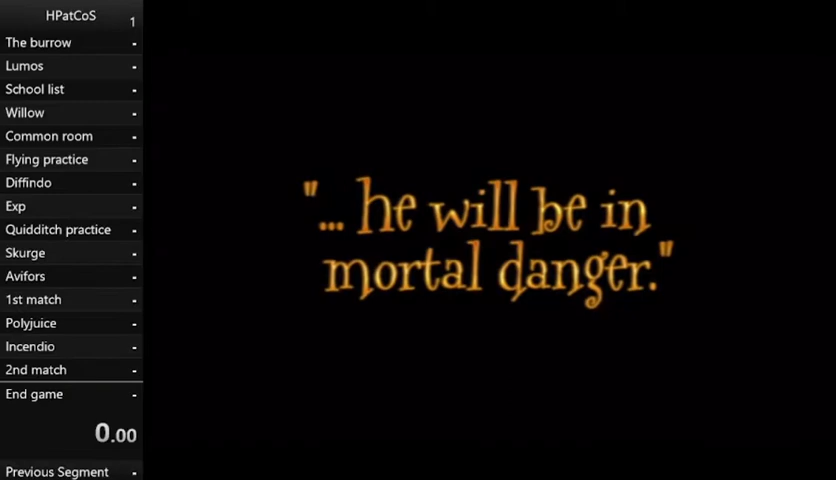 HPatCoS
1
The burrow -
Lumos -
School list -
Willow -
Common room -
Flying practice -
Diffindo -
Exp -
Quidditch practice -
Skurge -
Avifors -
1st match -
Polyjuice -
Incendio -
2nd match -
End game -
0.00
Previous Segment -
"... he will be in
mortal danger."